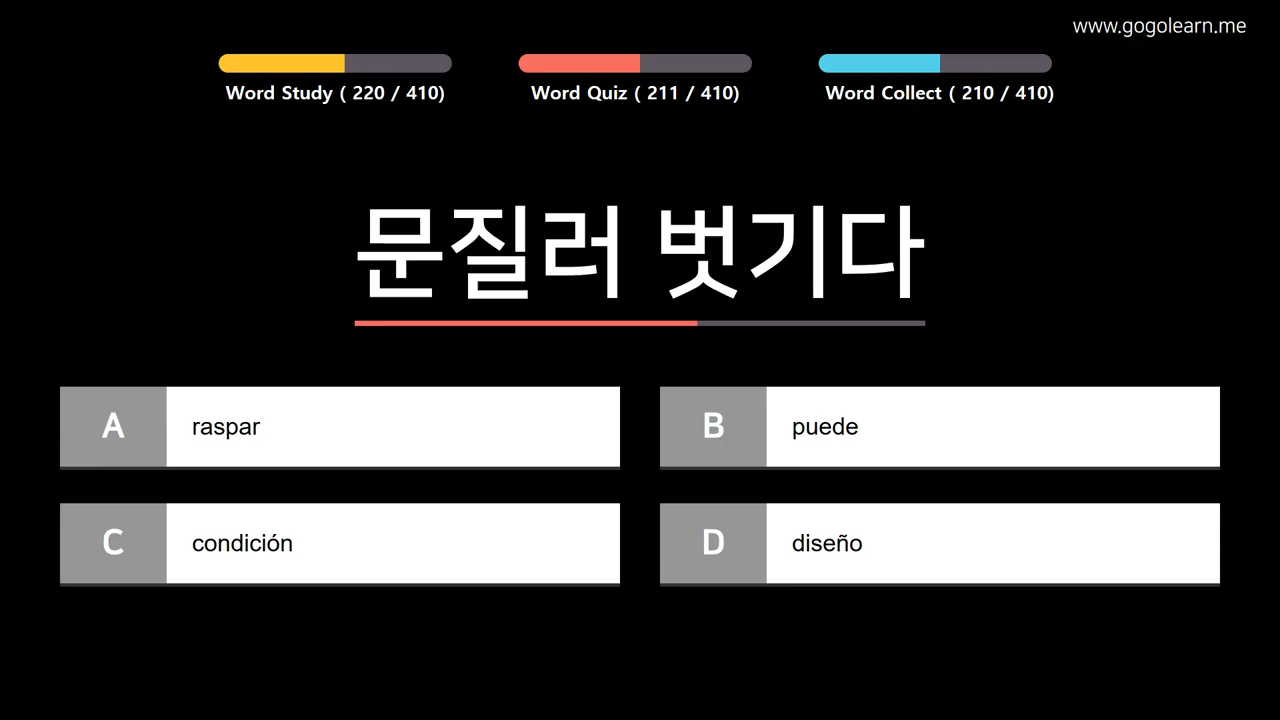 www.gogolearn.me
Word Study ( 220 / 410)
Word Quiz ( 211 / 410)
Word Collect ( 210 / 410)
문질러 벗기다
A
raspar
B
puede
C
condición
D
diseño